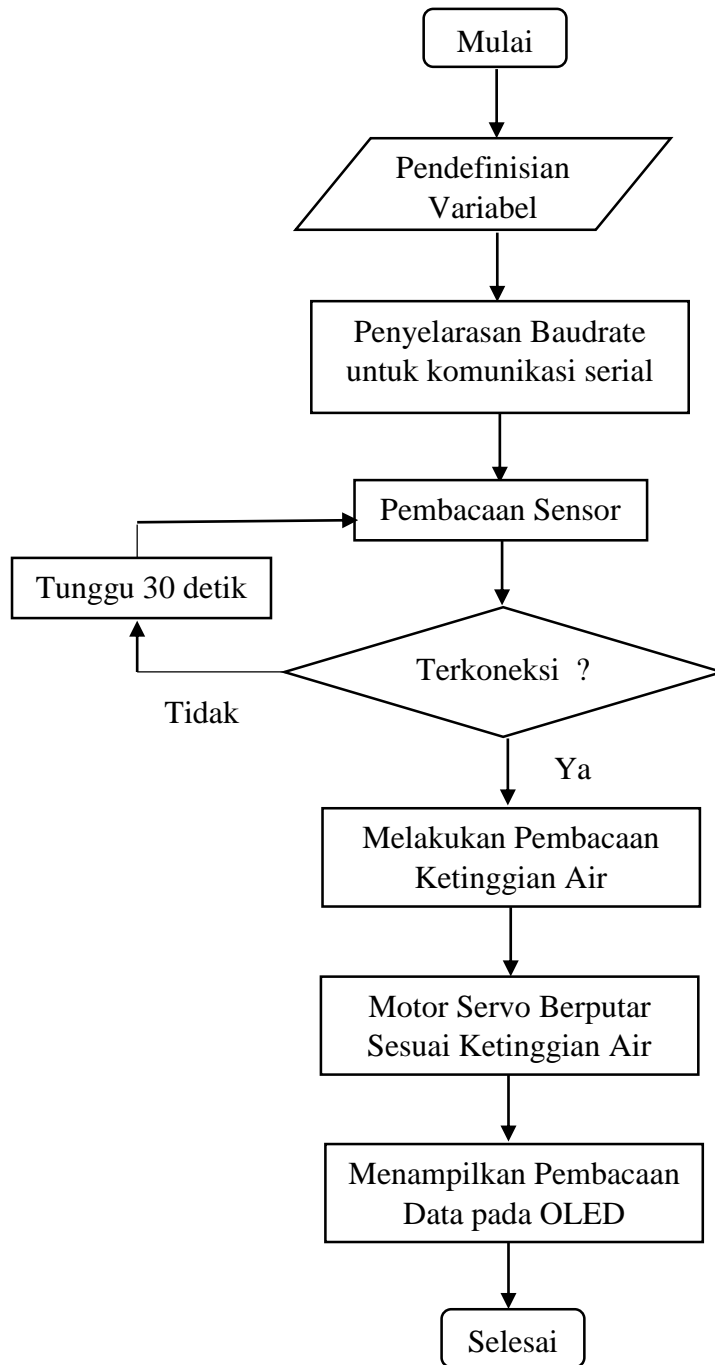 Mulai
Pendefinisian
Variabel
Penyelarasan Baudrate
untuk komunikasi serial
Pembacaan Sensor
Tunggu 30 detik
Terkoneksi ?
Tidak
Ya
Melakukan Pembacaan
Ketinggian Air
Motor Servo Berputar
Sesuai Ketinggian Air
Menampilkan Pembacaan
Data pada OLED
Selesai